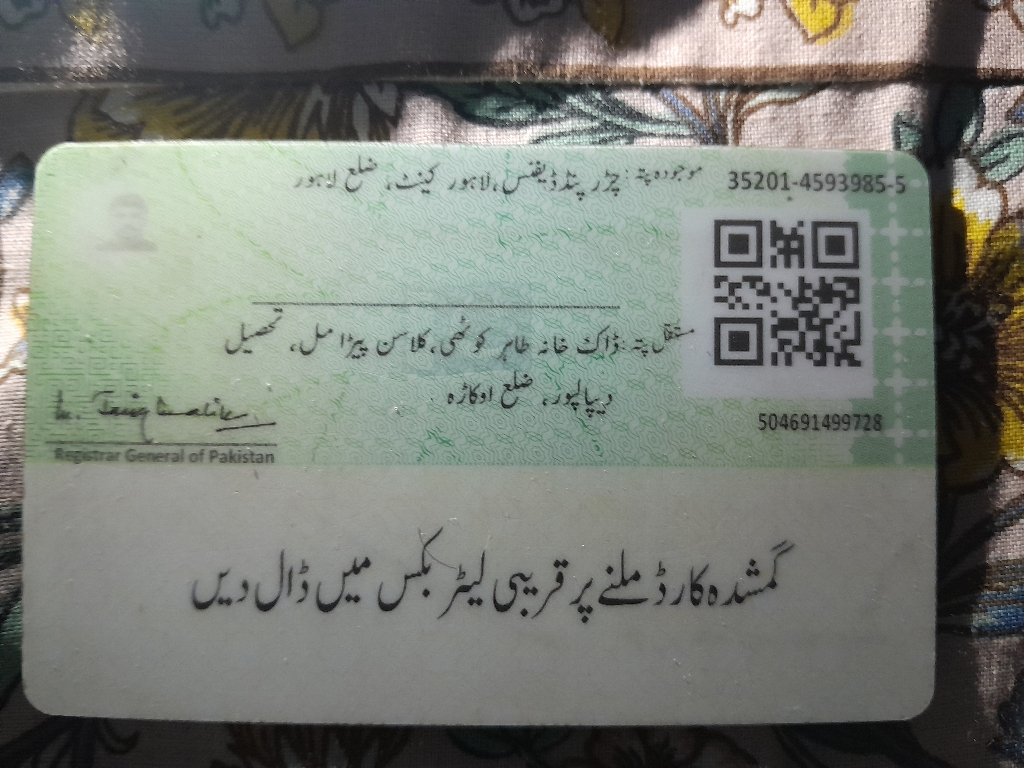 35201-4593985-5
موجودہ پتہ: چڑر پنڈ ڈیفنس، لاہور کینٹ، ضلع لاہور
مستقل پتہ: ڈاک خانہ طاہر کوٹھی، کلاسن پیڑا مل، تحصیل
دیپالپور، ضلع اوکاڑہ
504691499728
Registrar General of Pakistan
گمشدہ کارڈ ملنے پر قریبی لیٹر بکس میں ڈال دیں